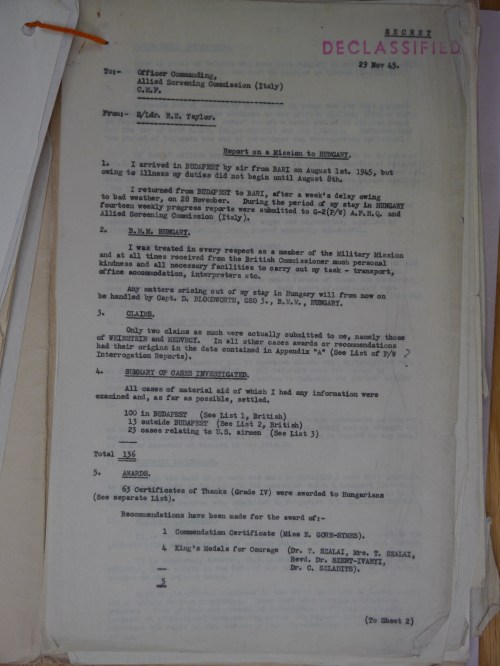 SECRET
DECLASSIFIED
29 Nov 45.
To:- Officer Commanding,
Allied Screening Commission (Italy)
C.M.F.
From:- S/Ldr. R.E. Taylor.
Report on a Mission to HUNGARY.
1. I arrived in BUDAPEST by air from BARI on August 1st. 1945, but
owing to illness my duties did not begin until August 8th.
I returned from BUDAPEST to BARI, after a week's delay owing
to bad weather, on 28 November. During the period of my stay in HUNGARY
fourteen weekly progress reports were submitted to G-2(P/W) A.F.H.Q. and
Allied Screening Commission (Italy).
2. B.M.M. HUNGARY.
I was treated in every respect as a member of the Military Mission
and at all times received from the British Commissioner much personal
kindness and all necessary facilities to carry out my task - transport,
office accomodation, interpreters etc.
Any matters arising out of my stay in Hungary will from now on
be handled by Capt. D. BLOODWORTH, GSO 3., B.M.M., HUNGARY.
3. CLAIMS.
Only two claims as such were actually submitted to me, namely those
of WEINSTEIN and MEDVECY. In all other cases awards or recommendations
had their origins in the data contained in Appendix "A" (See List of P/W
Interrogation Reports). ?
4. SUMMARY OF CASES INVESTIGATED.
All cases of material aid of which I had any information were
examined and, as far as possible, settled.
100 in BUDAPEST (See List 1, British)
13 outside BUDAPEST (See List 2, British)
23 cases relating to U.S. airmen (See List 3)
Total 136
5. AWARDS.
63 Certificates of Thanks (Grade IV) were awarded to Hungarians
(See separate List).
Recommendations have been made for the award of:-
1 Commendation Certificate (Miss E. GORE-SYMES).
4 King's Medals for Courage (Dr. T. SZALAI, Mrs. T. SZALAI,
Revd. Dr. SZENT-IVANYI,
Dr. C. SZLADITS).
5
(To Sheet 2)